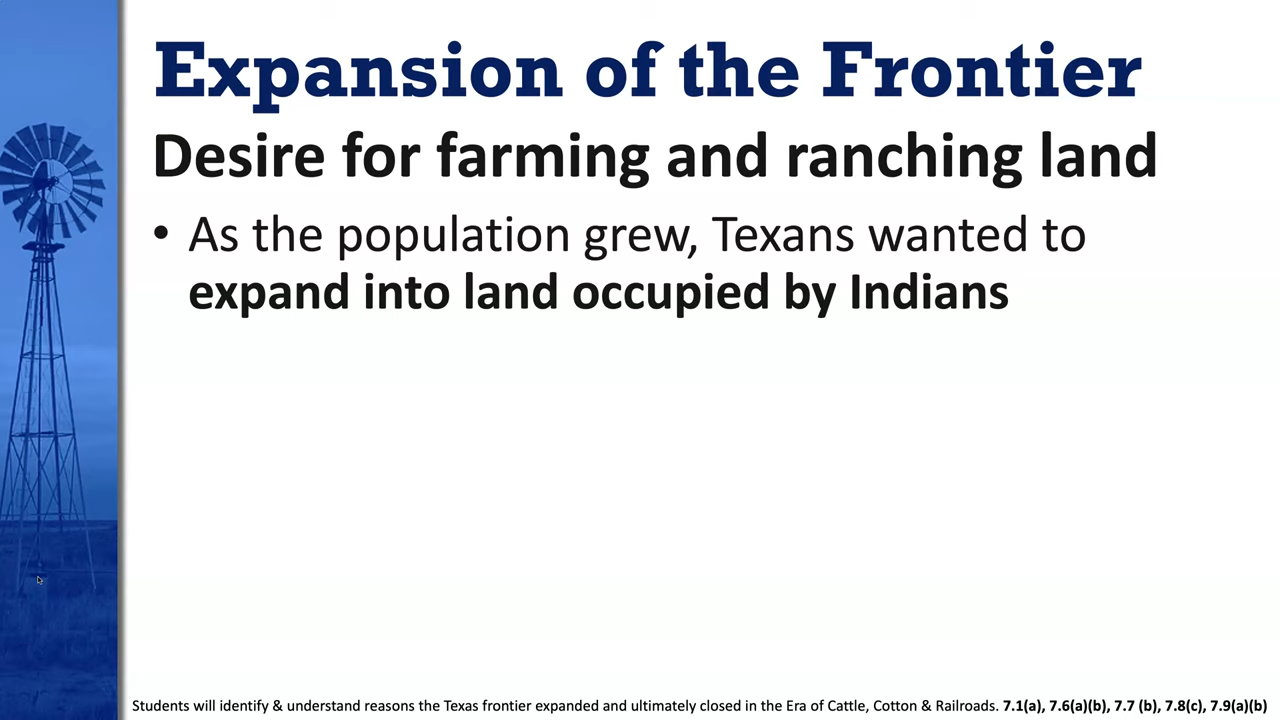 Expansion of the Frontier
Desire for farming and ranching land
• As the population grew, Texans wanted to
expand into land occupied by Indians
Students will identify & understand reasons the Texas frontier expanded and ultimately closed in the Era of Cattle, Cotton & Railroads. 7.1(a), 7.6(a)(b), 7.7 (b), 7.8(c), 7.9(a)(b)